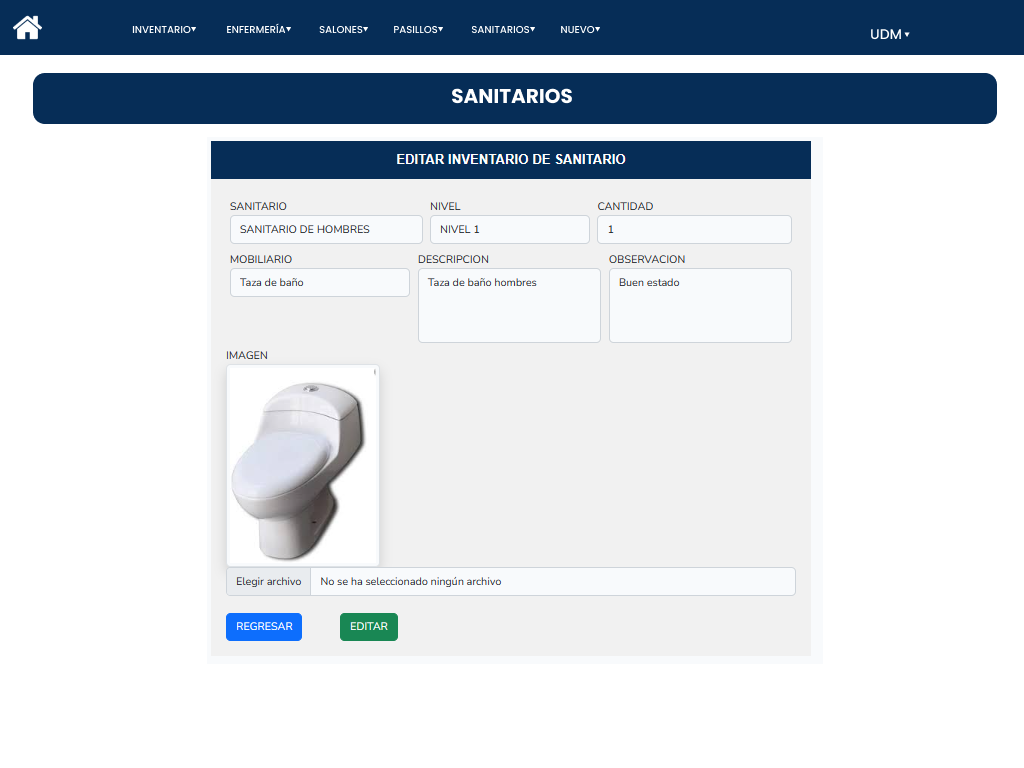 INVENTARIO▾ ENFERMERÍA▾ SALONES▾ PASILLOS▾ SANITARIOS▾ NUEVO▾ UDM ▾
SANITARIOS
EDITAR INVENTARIO DE SANITARIO
SANITARIO NIVEL CANTIDAD
SANITARIO DE HOMBRES NIVEL 1 1
MOBILIARIO DESCRIPCION OBSERVACION
Taza de baño Taza de baño hombres Buen estado
IMAGEN
Elegir archivo No se ha seleccionado ningún archivo
REGRESAR EDITAR